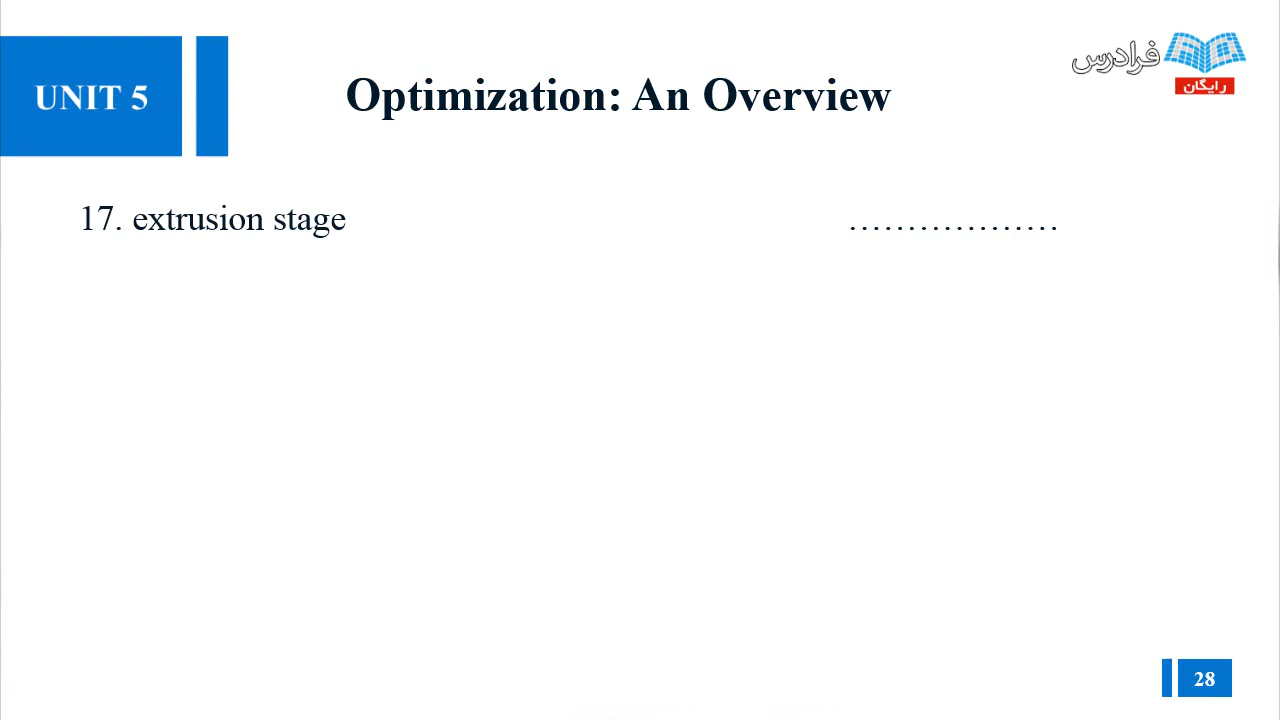 فرادرس
رایگان
UNIT 5
Optimization: An Overview
17. extrusion stage ..................
28